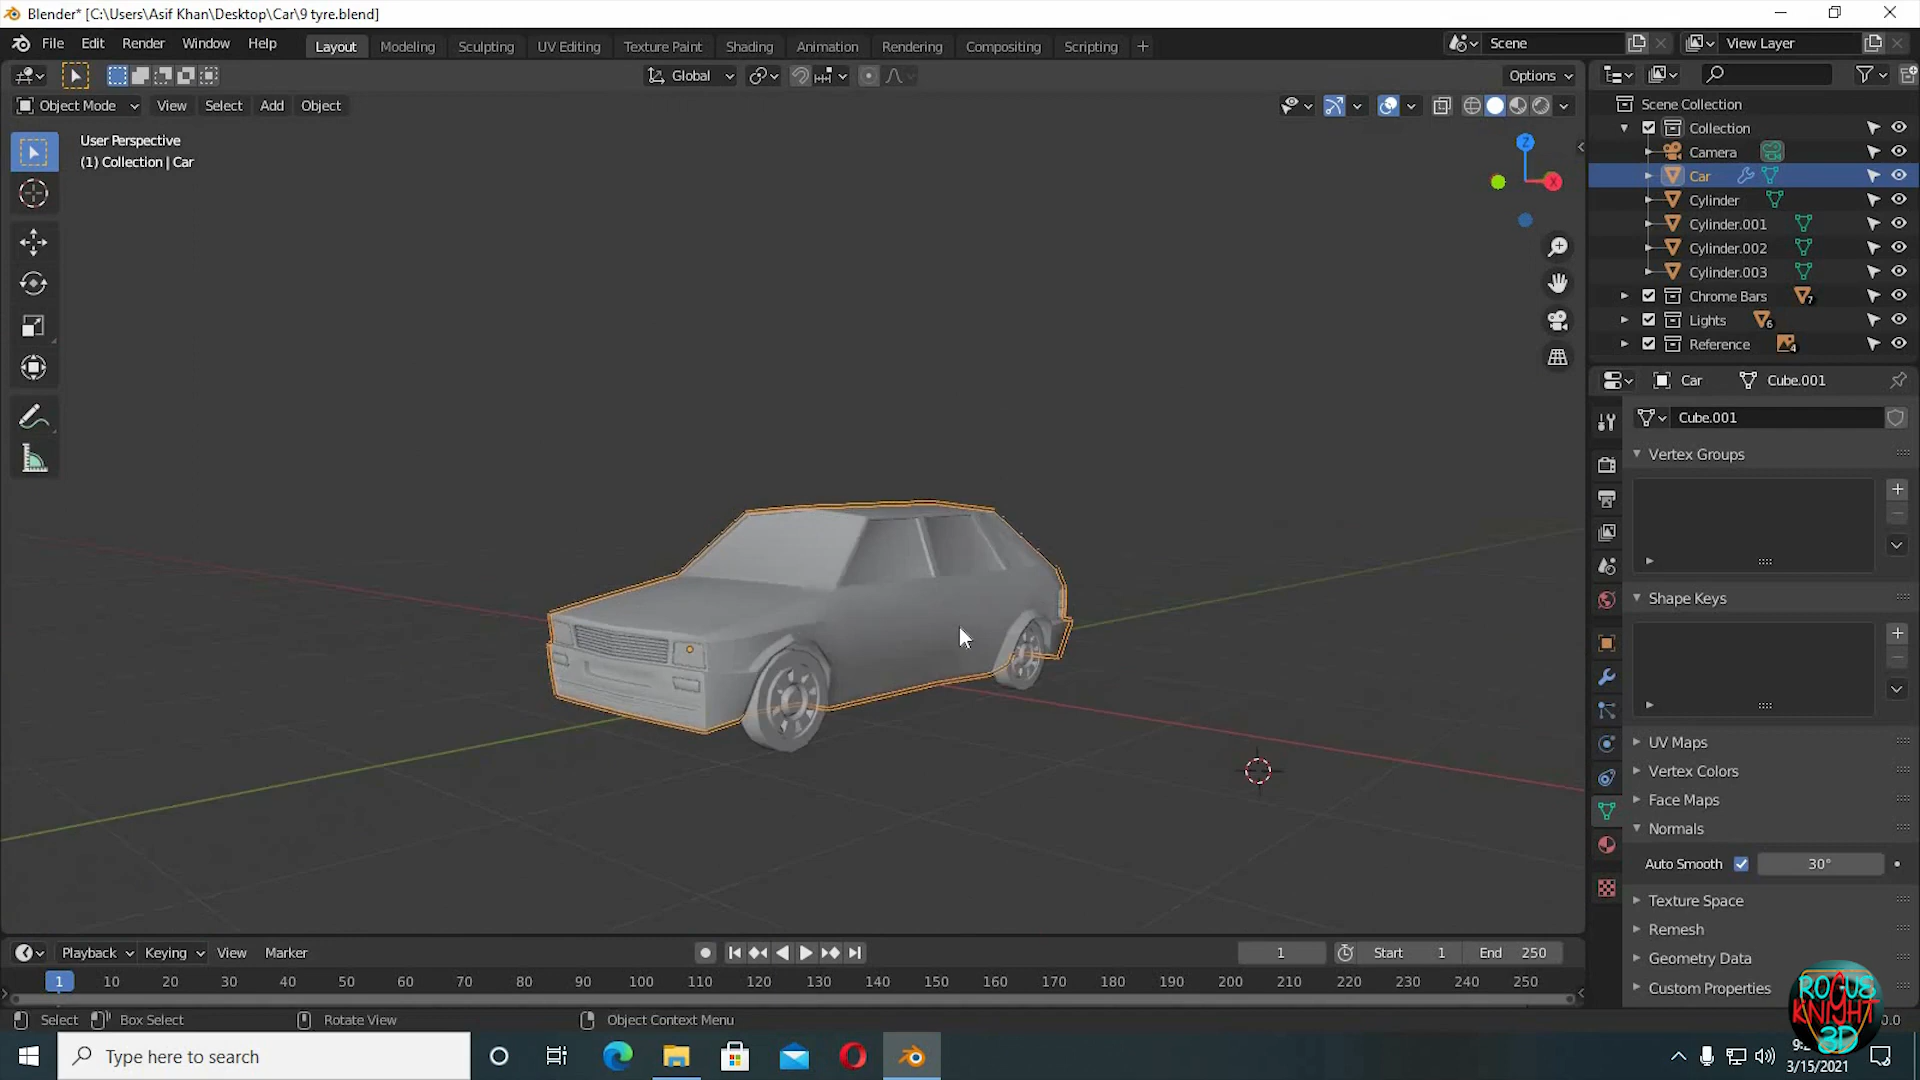 Blender* [C:\Users\Asif Khan\Desktop\Car\9 tyre.blend]
File Edit Render Window Help Layout Modeling Sculpting UV Editing Texture Paint Shading Animation Rendering Compositing Scripting + Scene View Layer
Global Options
Object Mode View Select Add Object
User Perspective
(1) Collection | Car
Z
X
Scene Collection
Collection
Camera
Car
Cylinder
Cylinder.001
Cylinder.002
Cylinder.003
Chrome Bars 7
Lights 6
Reference 4
Car Cube.001
Cube.001
Vertex Groups
Shape Keys
UV Maps
Vertex Colors
Face Maps
Normals
Auto Smooth 30°
Texture Space
Remesh
Geometry Data
Custom Properties
Playback Keying View Marker 1 Start 1 End 250
1 10 20 30 40 50 60 70 80 90 100 110 120 130 140 150 160 170 180 190 200 210 220 230 240 250
Select Box Select Rotate View Object Context Menu
ROGUE
KNIGHT
3D
Type here to search
3/15/2021